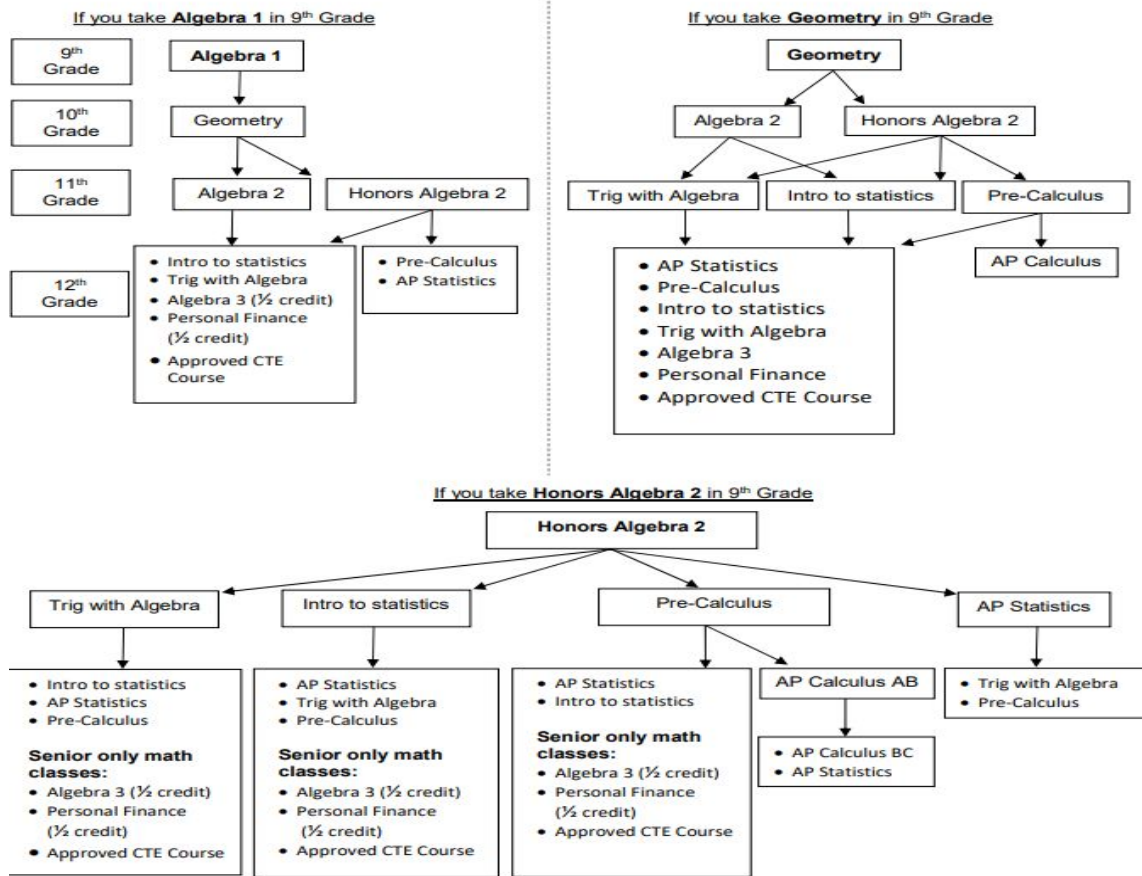 If you take Algebra 1 in 9th Grade
9th
Grade
Algebra 1
10th
Grade
Geometry
11th
Grade
Algebra 2
Honors Algebra 2
12th
Grade
• Intro to statistics
• Trig with Algebra
• Algebra 3 (½ credit)
• Personal Finance
(½ credit)
• Approved CTE
Course
• Pre-Calculus
• AP Statistics
If you take Geometry in 9th Grade
Geometry
Algebra 2
Honors Algebra 2
Trig with Algebra
Intro to statistics
Pre-Calculus
• AP Statistics
• Pre-Calculus
• Intro to statistics
• Trig with Algebra
• Algebra 3
• Personal Finance
• Approved CTE Course
AP Calculus
If you take Honors Algebra 2 in 9th Grade
Honors Algebra 2
Trig with Algebra
Intro to statistics
Pre-Calculus
AP Statistics
• Intro to statistics
• AP Statistics
• Pre-Calculus
Senior only math
classes:
• Algebra 3 (½ credit)
• Personal Finance
(½ credit)
• Approved CTE Course
• AP Statistics
• Trig with Algebra
• Pre-Calculus
Senior only math
classes:
• Algebra 3 (½ credit)
• Personal Finance
(½ credit)
• Approved CTE Course
• AP Statistics
• Intro to statistics
Senior only math
classes:
• Algebra 3 (½ credit)
• Personal Finance
(½ credit)
• Approved CTE Course
AP Calculus AB
• AP Calculus BC
• AP Statistics
• Trig with Algebra
• Pre-Calculus